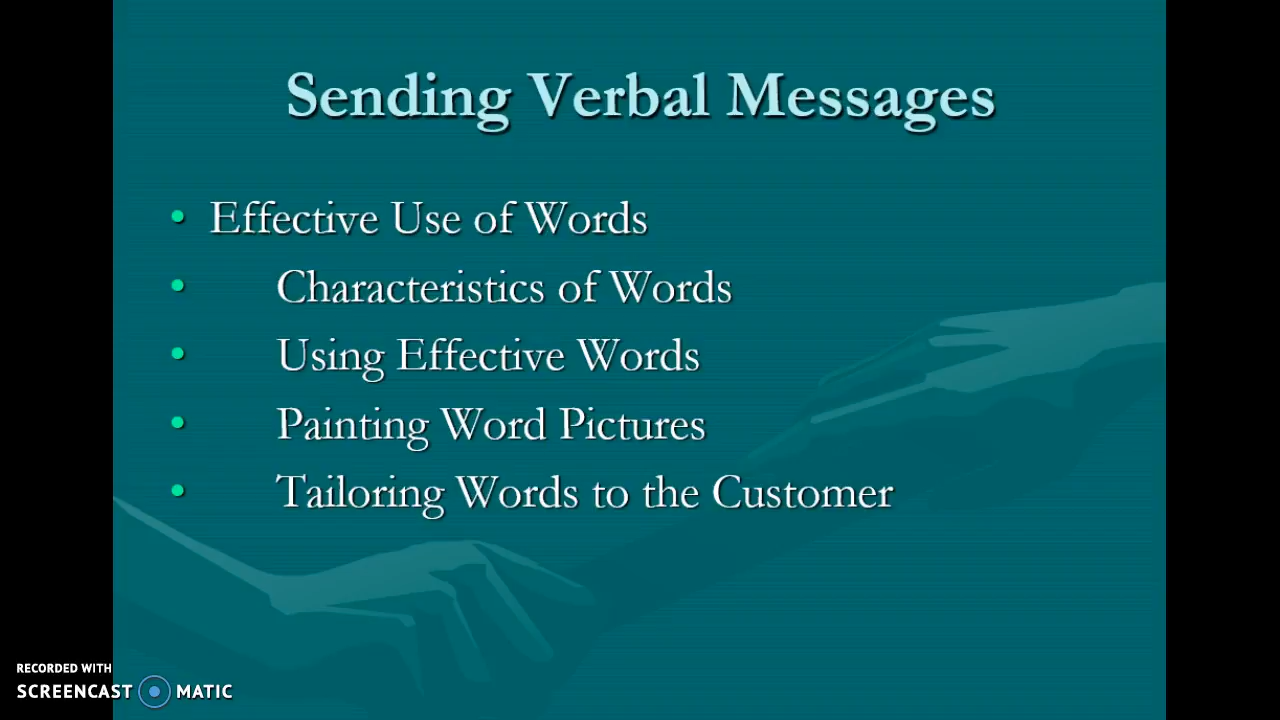 Sending Verbal Messages
• Effective Use of Words
• Characteristics of Words
• Using Effective Words
• Painting Word Pictures
• Tailoring Words to the Customer
RECORDED WITH
SCREENCAST MATIC